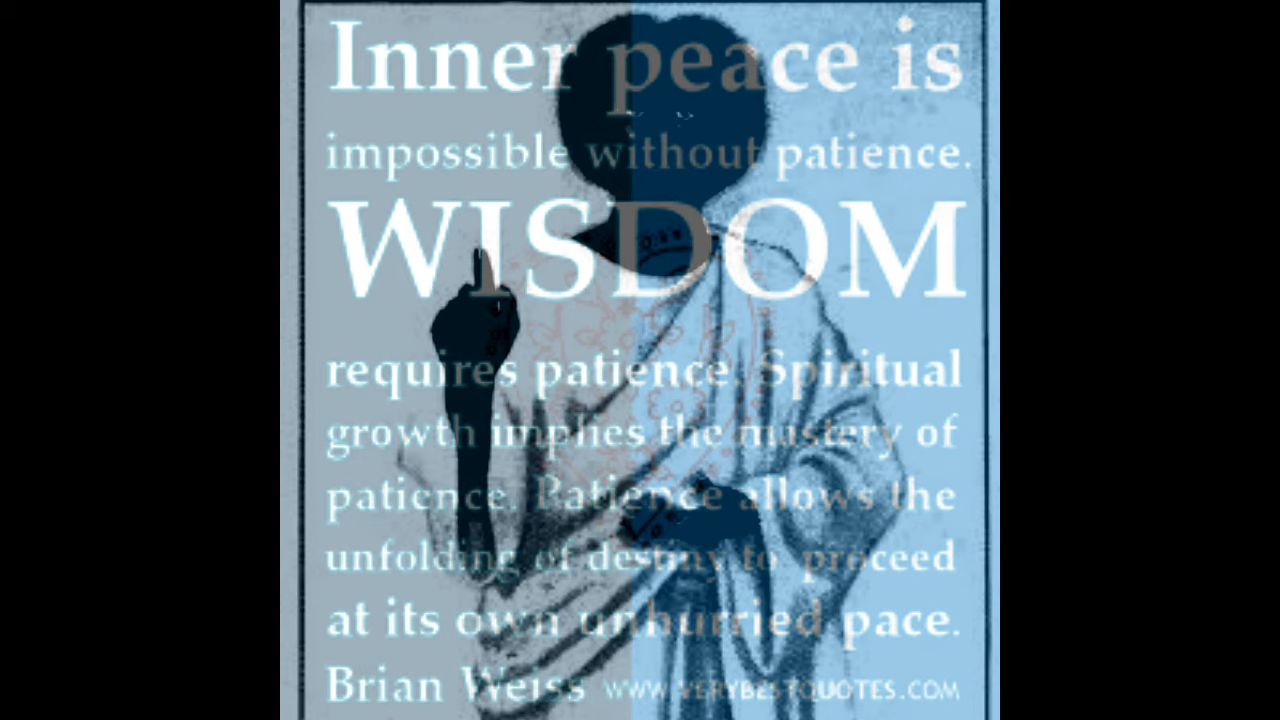 Inner peace is
impossible without patience.
WISDOM
requires patience. Spiritual
growth implies the mastery of
patience. Patience allows the
unfolding of destiny to proceed
at its own unhurried pace.
Brian Weiss WWW.VERYBESTQUOTES.COM